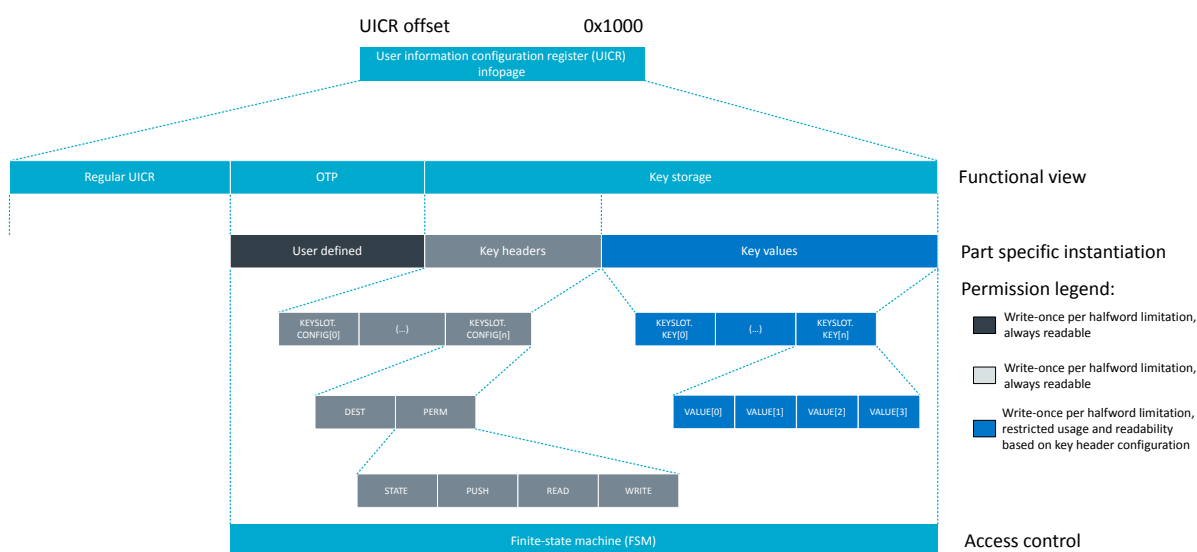 UICR offset 0x1000
User information configuration register (UICR)
infopage
Regular UICR OTP Key storage Functional view
User defined Key headers Key values Part specific instantiation
Permission legend:
KEYSLOT.
CONFIG[0]
(...)
KEYSLOT.
CONFIG[n]
KEYSLOT.
KEY[0]
(...)
KEYSLOT.
KEY[n]
Write-once per halfword limitation,
always readable
Write-once per halfword limitation,
always readable
DEST PERM VALUE[0] VALUE[1] VALUE[2] VALUE[3]
Write-once per halfword limitation,
restricted usage and readability
based on key header configuration
STATE PUSH READ WRITE
Finite-state machine (FSM) Access control